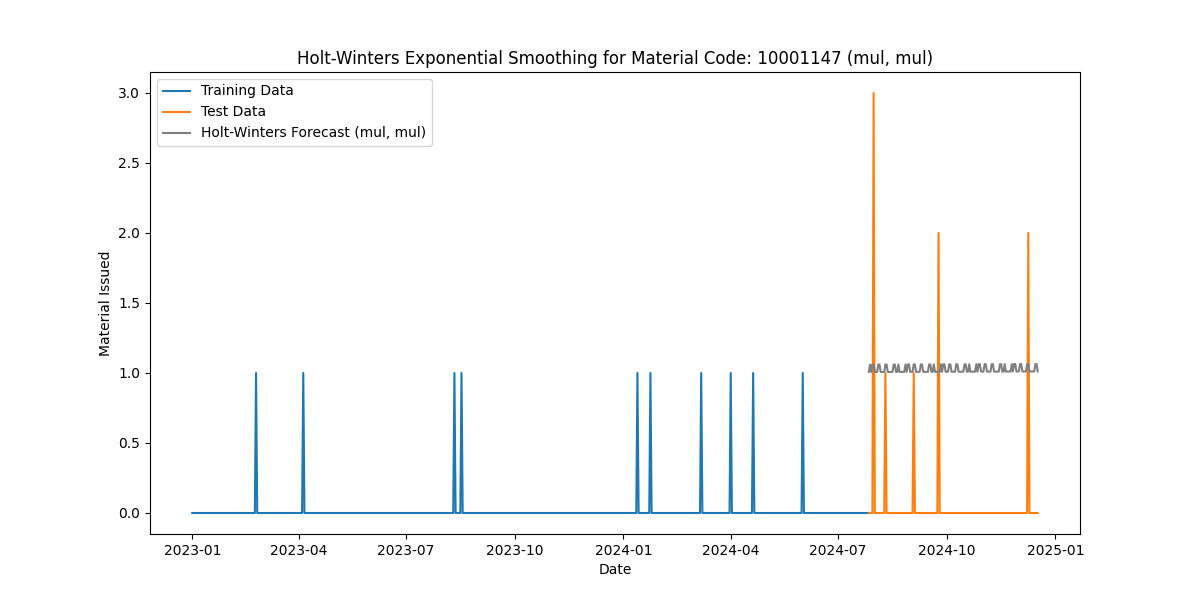 Holt-Winters Exponential Smoothing for Material Code: 10001147 (mul, mul)
Training Data
Test Data
Holt-Winters Forecast (mul, mul)
Material Issued
3.0
2.5
2.0
1.5
1.0
0.5
0.0
2023-01 2023-04 2023-07 2023-10 2024-01 2024-04 2024-07 2024-10 2025-01
Date